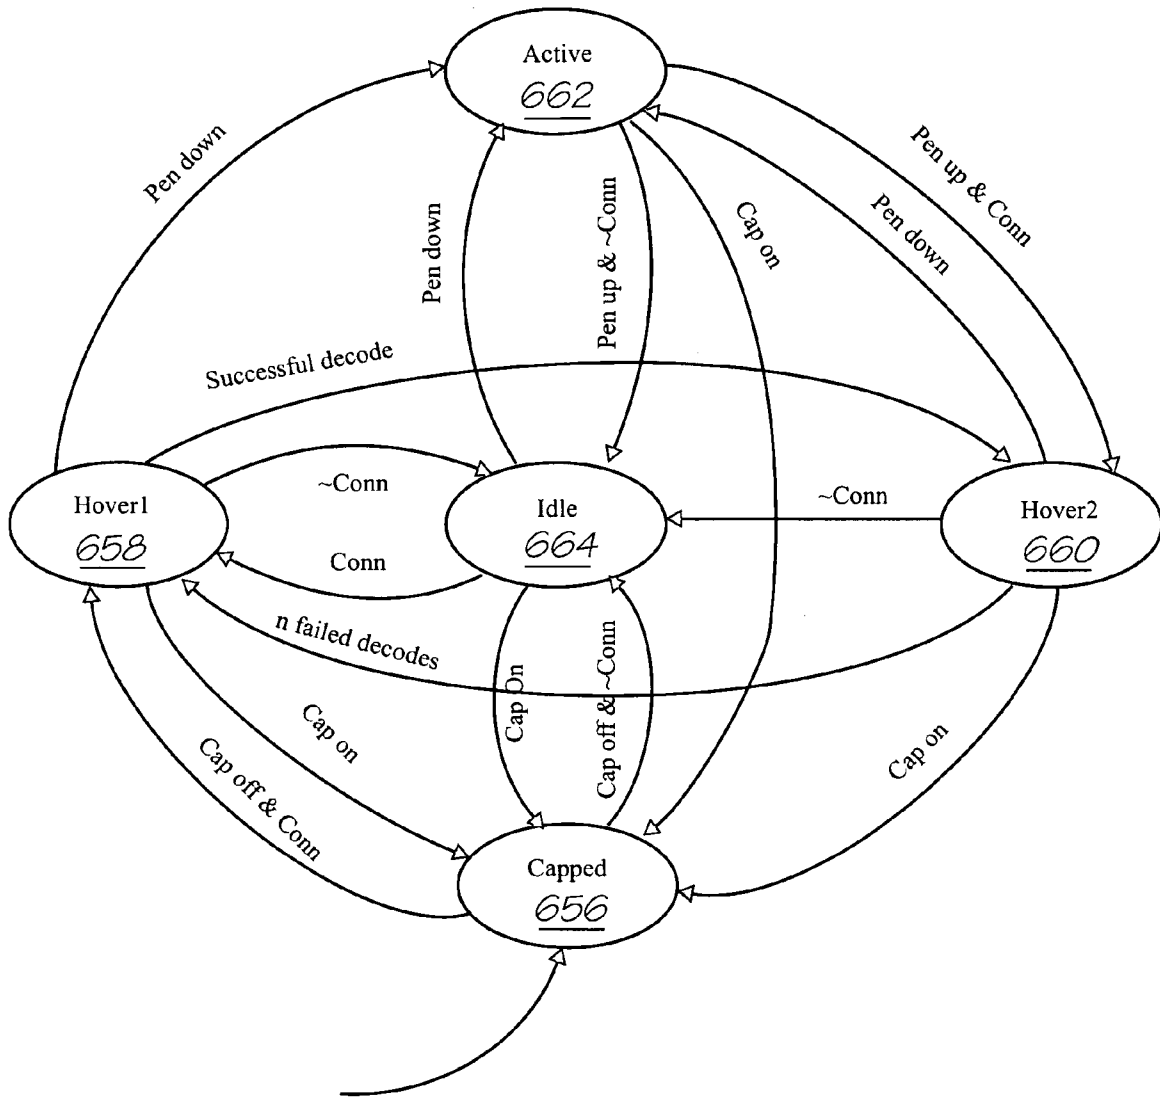 Active
662
Pen down
Pen up & Conn
Pen down
Pen down
Pen up & ~Conn
Cap on
Successful decode
Hover1
658
~Conn
Idle
664
~Conn
Hover2
660
Conn
n failed decodes
Cap On
Cap off & ~Conn
Cap on
Cap off & Conn
Cap on
Capped
656